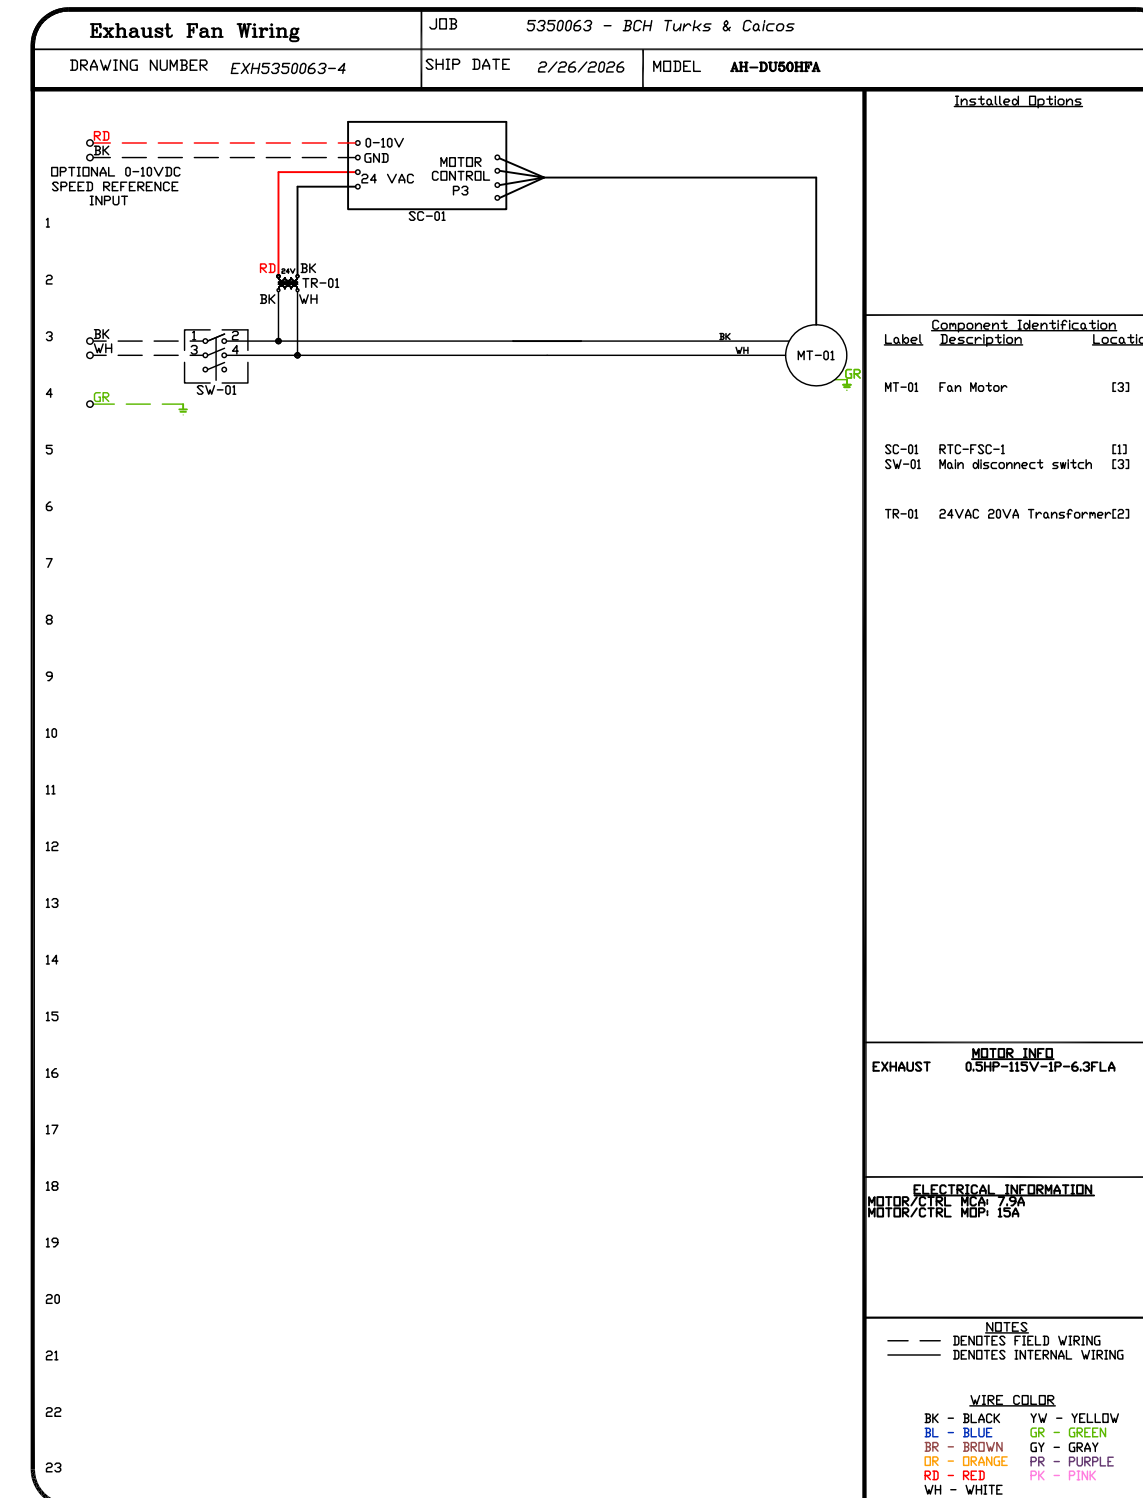 Exhaust Fan Wiring
JOB 5350063 - BCH Turks & Caicos
DRAWING NUMBER EXH5350063-4
SHIP DATE 2/26/2026
MODEL AH-DU50HFA
RD
BK
OPTIONAL 0-10VDC
SPEED REFERENCE
INPUT
0-10V
GND
24 VAC
MOTOR
CONTROL
P3
SC-01
RD 24V BK
TR-01
BK WH
BK
WH
1 2
3 4
SW-01
GR
BK
WH
MT-01
GR
1
2
3
4
5
6
7
8
9
10
11
12
13
14
15
16
17
18
19
20
21
22
23
Installed Options
Component Identification
Label Description Locatio
MT-01 Fan Motor [3]
SC-01 RTC-FSC-1 [1]
SW-01 Main disconnect switch [3]
TR-01 24VAC 20VA Transformer[2]
MOTOR INFO
EXHAUST 0.5HP-115V-1P-6.3FLA
ELECTRICAL INFORMATION
MOTOR/CTRL MCA: 7.9A
MOTOR/CTRL MOP: 15A
NOTES
DENOTES FIELD WIRING
DENOTES INTERNAL WIRING
WIRE COLOR
BK - BLACK YW - YELLOW
BL - BLUE GR - GREEN
BR - BROWN GY - GRAY
OR - ORANGE PR - PURPLE
RD - RED PK - PINK
WH - WHITE